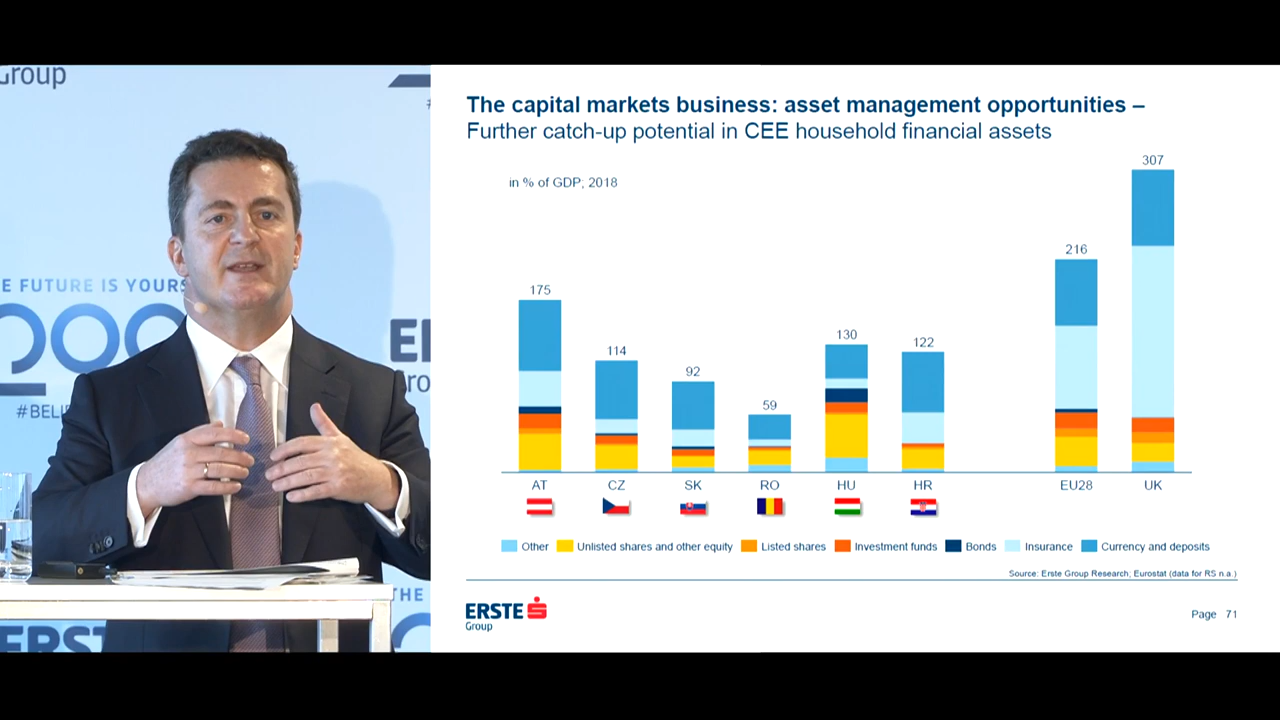 Group
E FUTURE IS YOURS
#BELI
ERST
The capital markets business: asset management opportunities –
Further catch-up potential in CEE household financial assets
in % of GDP; 2018
175
114
92
59
130
122
216
307
AT
CZ
SK
RO
HU
HR
EU28
UK
Other
Unlisted shares and other equity
Listed shares
Investment funds
Bonds
Insurance
Currency and deposits
Source: Erste Group Research; Eurostat (data for RS n.a.)
ERSTE
Group
Page 71